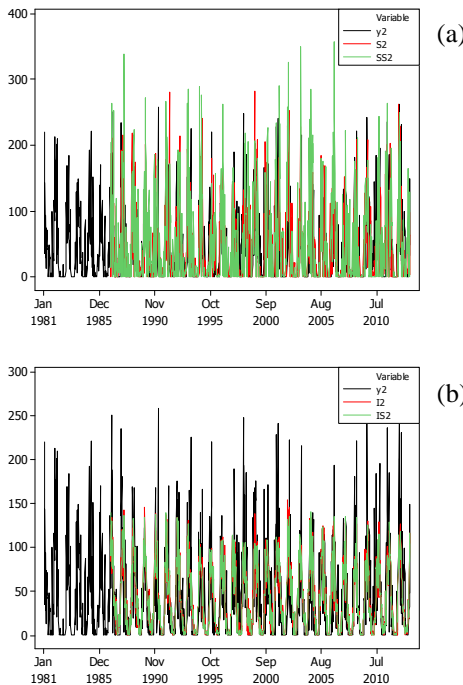 400
Variable
y2
S2
SS2
(a)
300
200
100
0
Jan Dec Nov Oct Sep Aug Jul
1981 1985 1990 1995 2000 2005 2010
300
Variable
y2
I2
IS2
(b)
250
200
150
100
50
0
Jan Dec Nov Oct Sep Aug Jul
1981 1985 1990 1995 2000 2005 2010